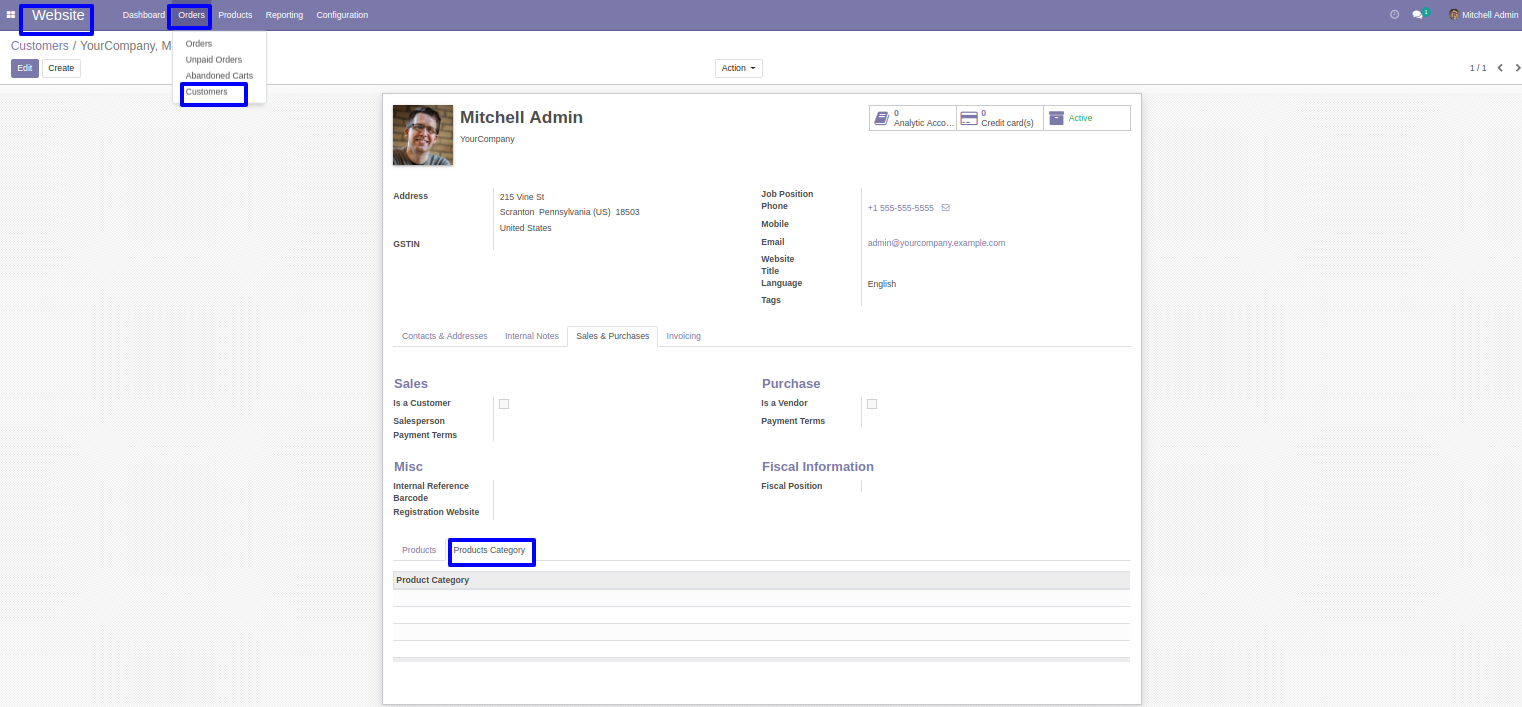 Website Dashboard Orders Products Reporting Configuration 1 Mitchell Admin
Customers / YourCompany, M
Orders
Unpaid Orders
Abandoned Carts
Customers
Edit Create Action 1 / 1
Mitchell Admin
YourCompany
0
Analytic Acco...
0
Credit card(s)
Active
Address 215 Vine St
Scranton Pennsylvania (US) 18503
United States
GSTIN
Job Position
Phone +1 555-555-5555
Mobile
Email admin@yourcompany.example.com
Website
Title
Language English
Tags
Contacts & Addresses Internal Notes Sales & Purchases Invoicing
Sales
Is a Customer
Salesperson
Payment Terms
Purchase
Is a Vendor
Payment Terms
Misc
Internal Reference
Barcode
Registration Website
Fiscal Information
Fiscal Position
Products Products Category
Product Category